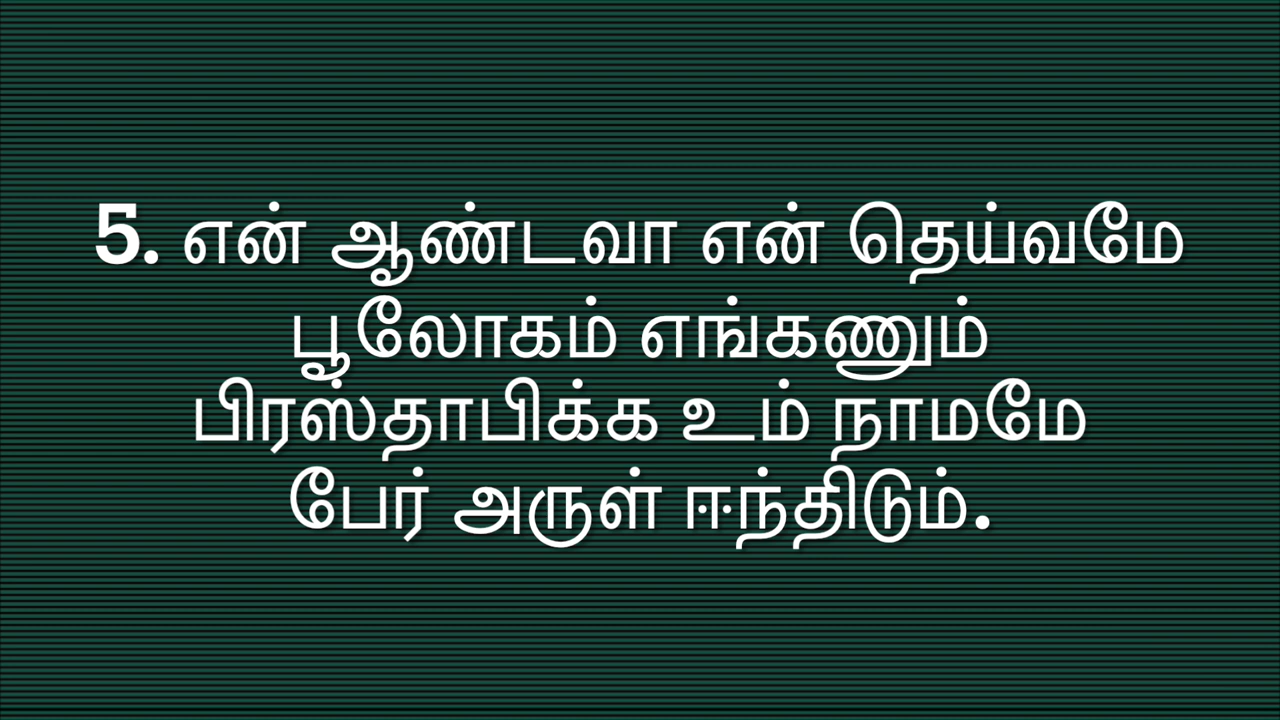 5. என் ஆண்டவா என் தெய்வமே
பூலோகம் எங்கணும்
பிரஸ்தாபிக்க உம் நாமமே
பேர் அருள் ஈந்திடும்.